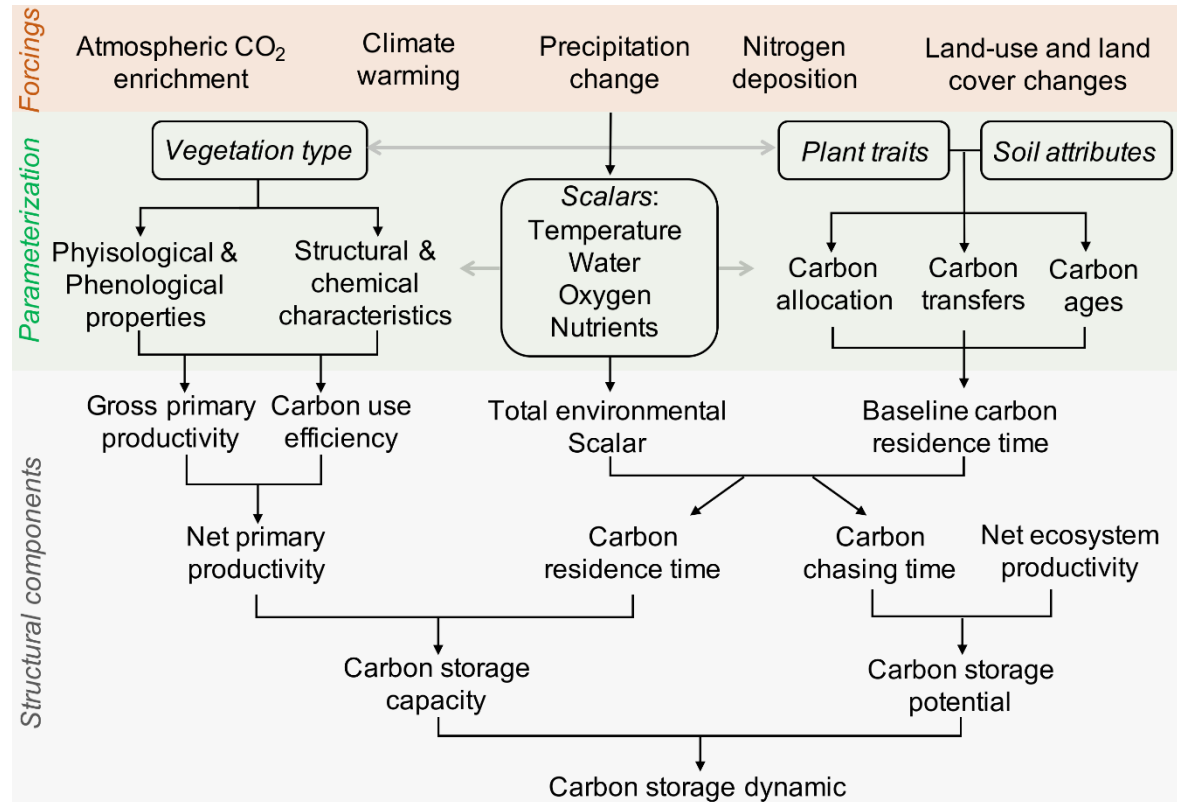 Forcings
Atmospheric CO₂
enrichment
Climate
warming
Precipitation
change
Nitrogen
deposition
Land-use and land
cover changes
Parameterization
Vegetation type
Plant traits
Soil attributes
Scalars:
Temperature
Water
Oxygen
Nutrients
Phyisological &
Phenological
properties
Structural &
chemical
characteristics
Carbon
allocation
Carbon
transfers
Carbon
ages
Structural components
Gross primary
productivity
Carbon use
efficiency
Total environmental
Scalar
Baseline carbon
residence time
Net primary
productivity
Carbon
residence time
Carbon
chasing time
Net ecosystem
productivity
Carbon storage
capacity
Carbon storage
potential
Carbon storage dynamic